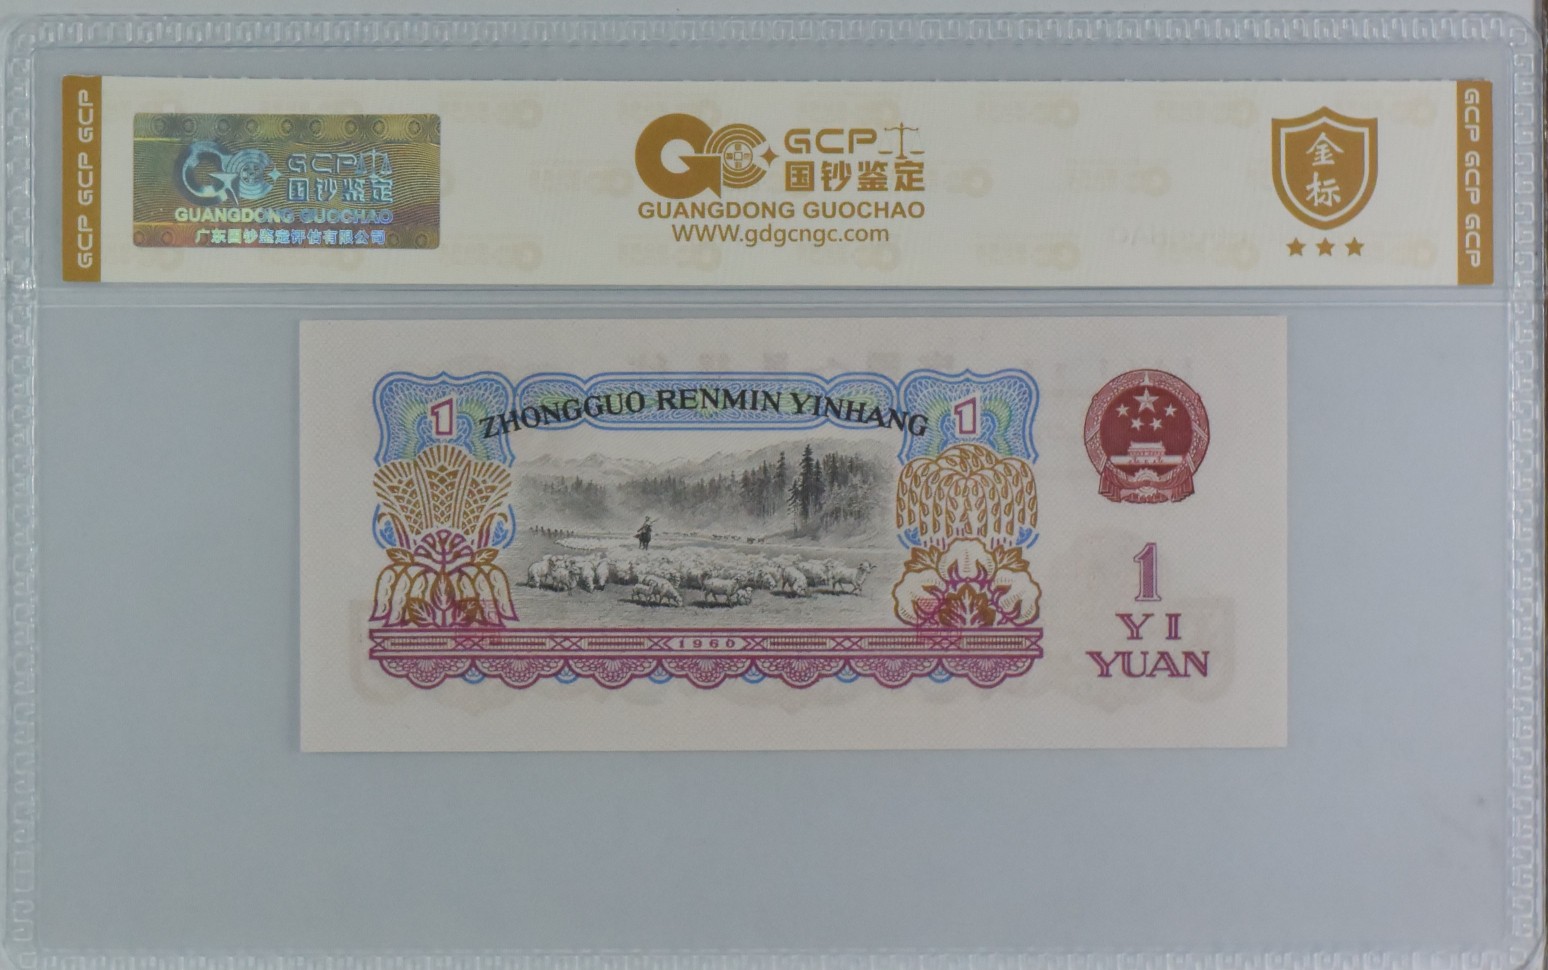 GCP GCP GCP
GCP
国钞鉴定
GUANGDONG GUOCHAO
广东国钞鉴定评估有限公司
GCP
国钞鉴定
GUANGDONG GUOCHAO
WWW.gdgcngc.com
金标
GCP GCP GCP
1
ZHONGGUO RENMIN YINHANG
1
1960
1
YI
YUAN